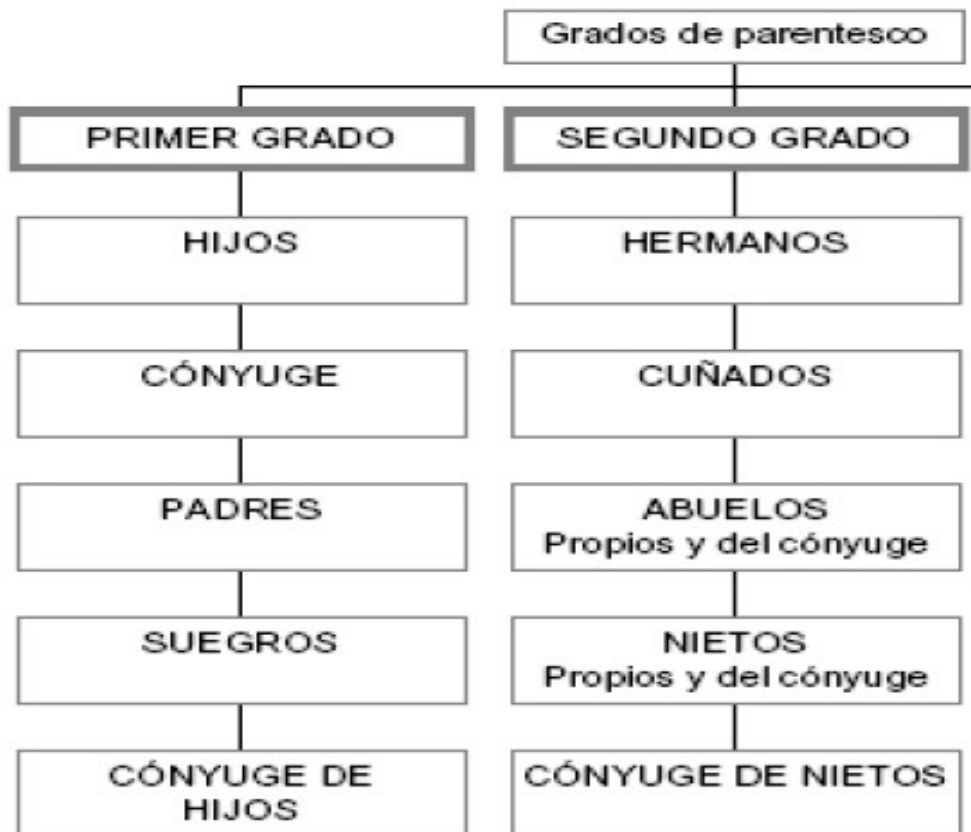 Grados de parentesco
PRIMER GRADO
HIJOS
CÓNYUGE
PADRES
SUEGROS
CÓNYUGE DE
HIJOS
SEGUNDO GRADO
HERMANOS
CUÑADOS
ABUELOS
Propios y del cónyuge
NIETOS
Propios y del cónyuge
CÓNYUGE DE NIETOS